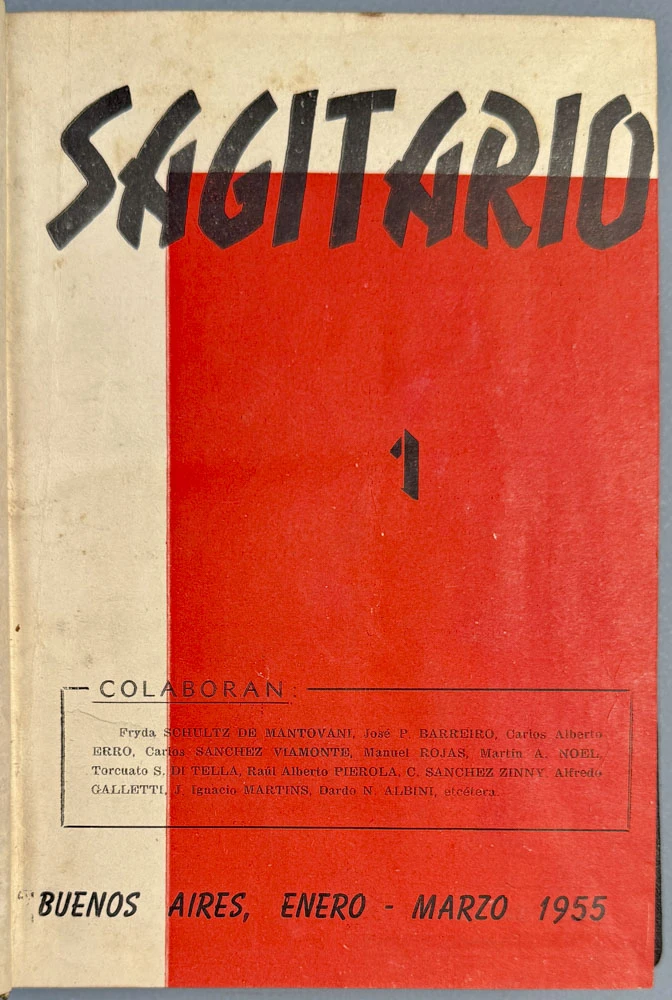 SAGITARIO
1
COLABORAN:
Fryda SCHULTZ DE MANTOVANI, José P. BARREIRO, Carlos Alberto
ERRO, Carlos SANCHEZ VIAMONTE, Manuel ROJAS, Martín A. NOEL,
Torcuato S. DI TELLA, Raúl Alberto PIEROLA, C. SANCHEZ ZINNY, Alfredo
GALLETTI, J. Ignacio MARTINS, Dardo N. ALBINI, etcétera.
BUENOS AIRES, ENERO - MARZO 1955